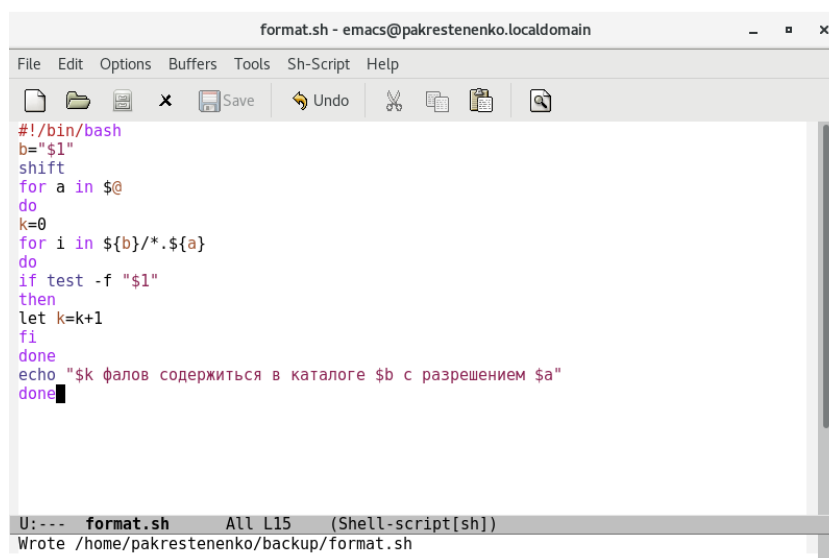 format.sh - emacs@pakrestenenko.localdomain
File Edit Options Buffers Tools Sh-Script Help
Save Undo
#!/bin/bash
b="$1"
shift
for a in $@
do
k=0
for i in ${b}/*.${a}
do
if test -f "$1"
then
let k=k+1
fi
done
echo "$k фалов содержиться в каталоге $b с разрешением $a"
done
U:--- format.sh All L15 (Shell-script[sh])
Wrote /home/pakrestenenko/backup/format.sh